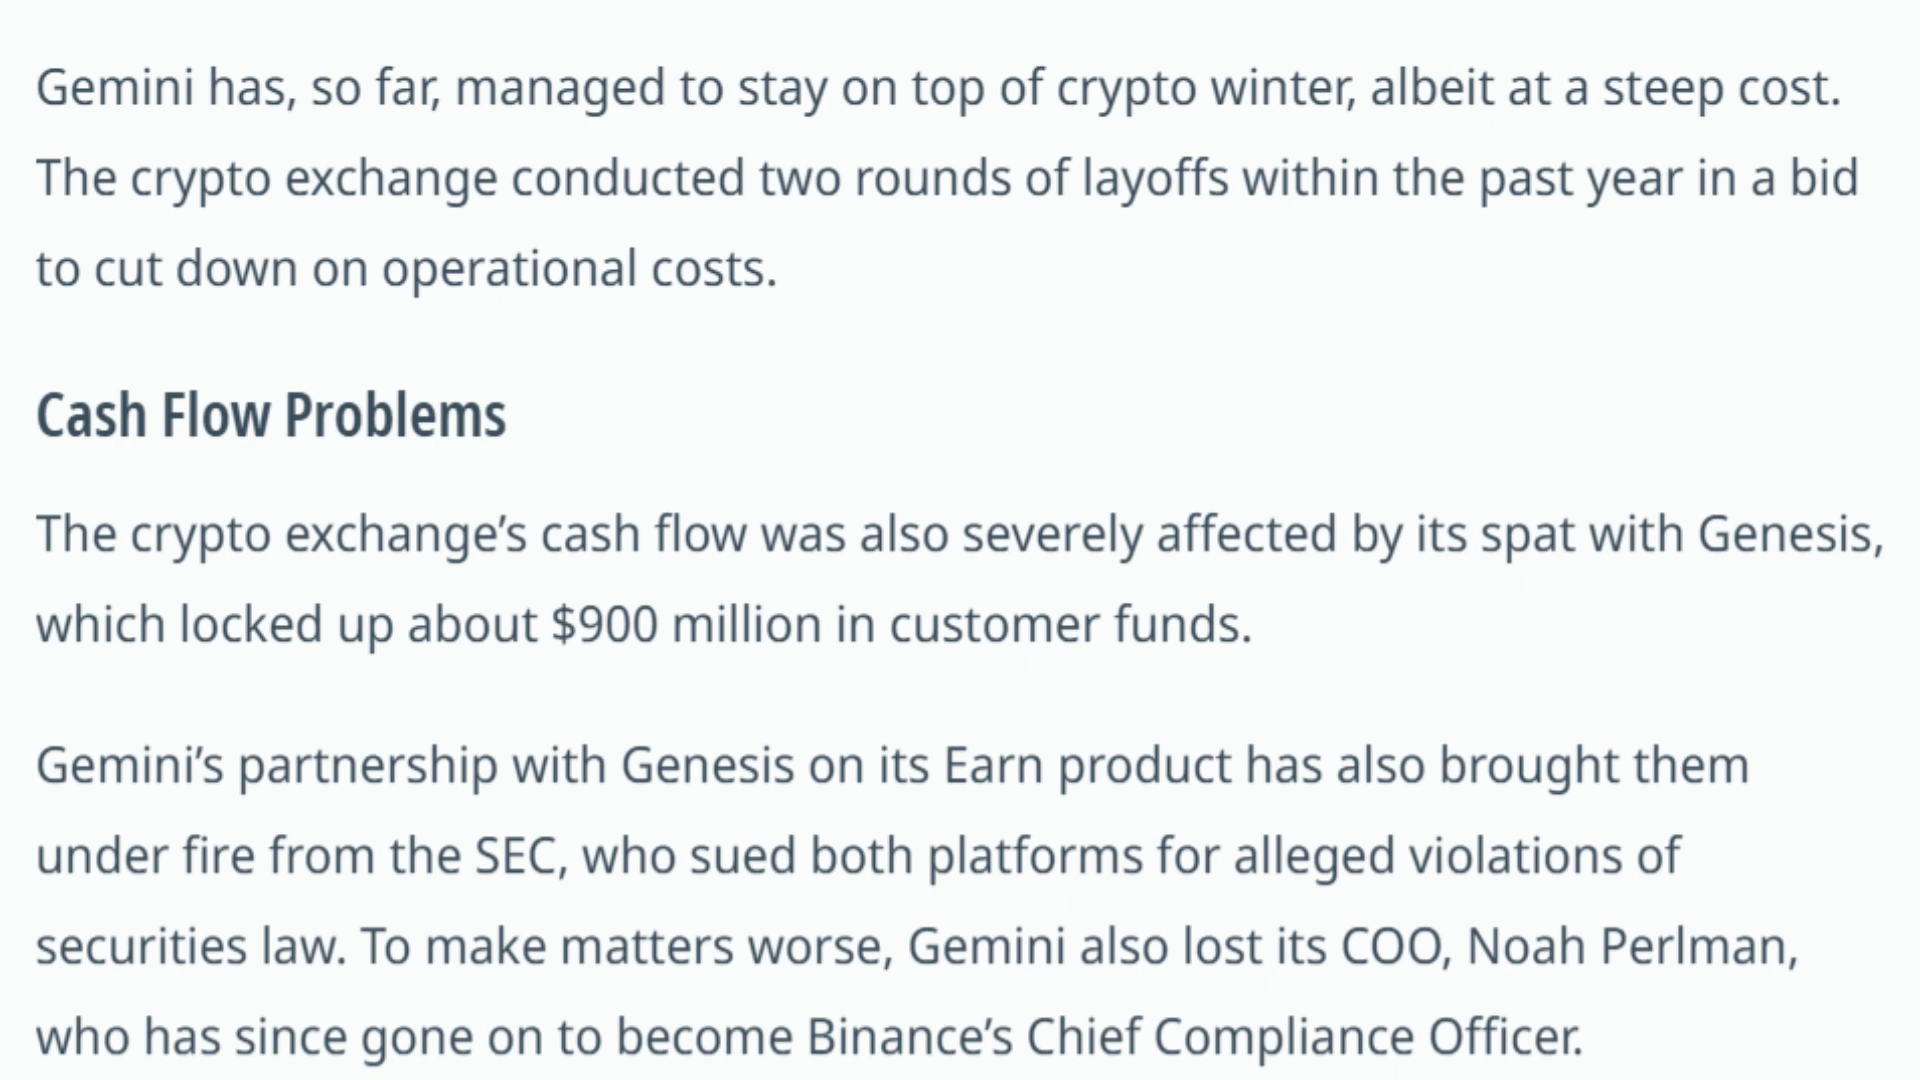 Gemini has, so far, managed to stay on top of crypto winter, albeit at a steep cost.
The crypto exchange conducted two rounds of layoffs within the past year in a bid
to cut down on operational costs.
Cash Flow Problems
The crypto exchange’s cash flow was also severely affected by its spat with Genesis,
which locked up about $900 million in customer funds.
Gemini’s partnership with Genesis on its Earn product has also brought them
under fire from the SEC, who sued both platforms for alleged violations of
securities law. To make matters worse, Gemini also lost its COO, Noah Perlman,
who has since gone on to become Binance’s Chief Compliance Officer.